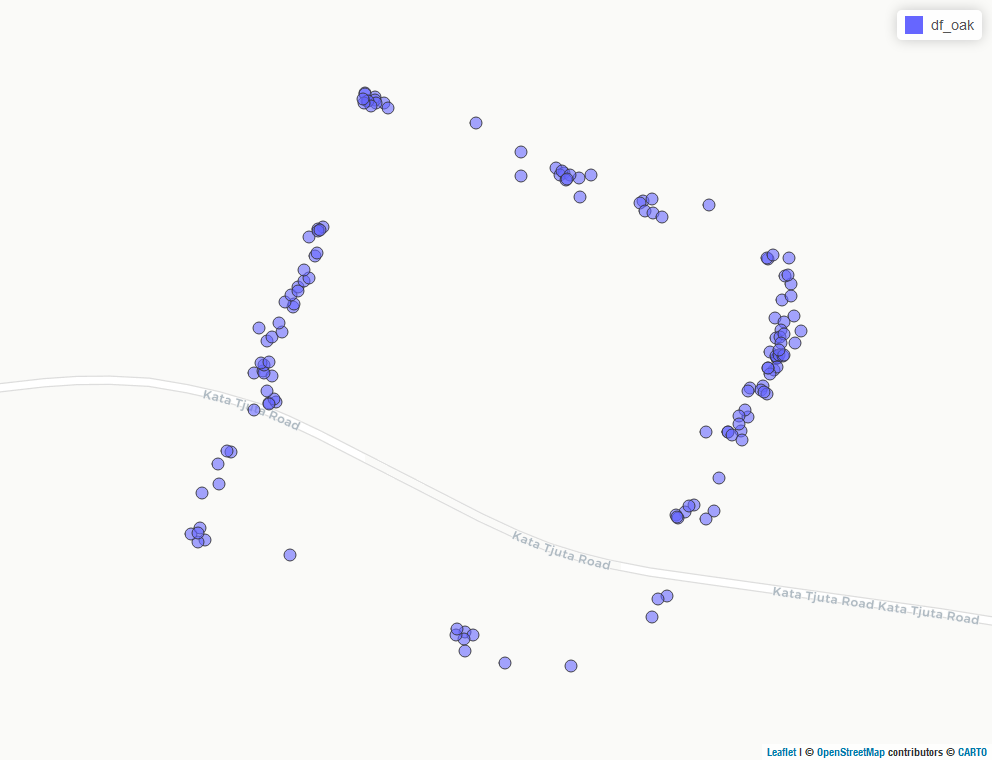 df_oak
Kata Tjuta Road
Kata Tjuta Road
Kata Tjuta Road Kata Tjuta Road
Leaflet | © OpenStreetMap contributors © CARTO